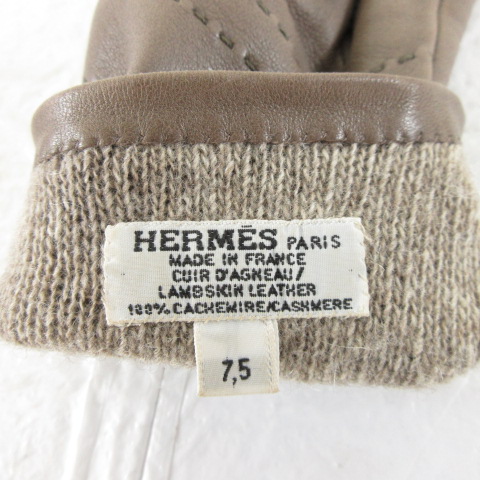 HERMÈS PARIS
MADE IN FRANCE
CUIR D'AGNEAU/
LAMBSKIN LEATHER
100% CACHEMIRE/CASHMERE
7,5